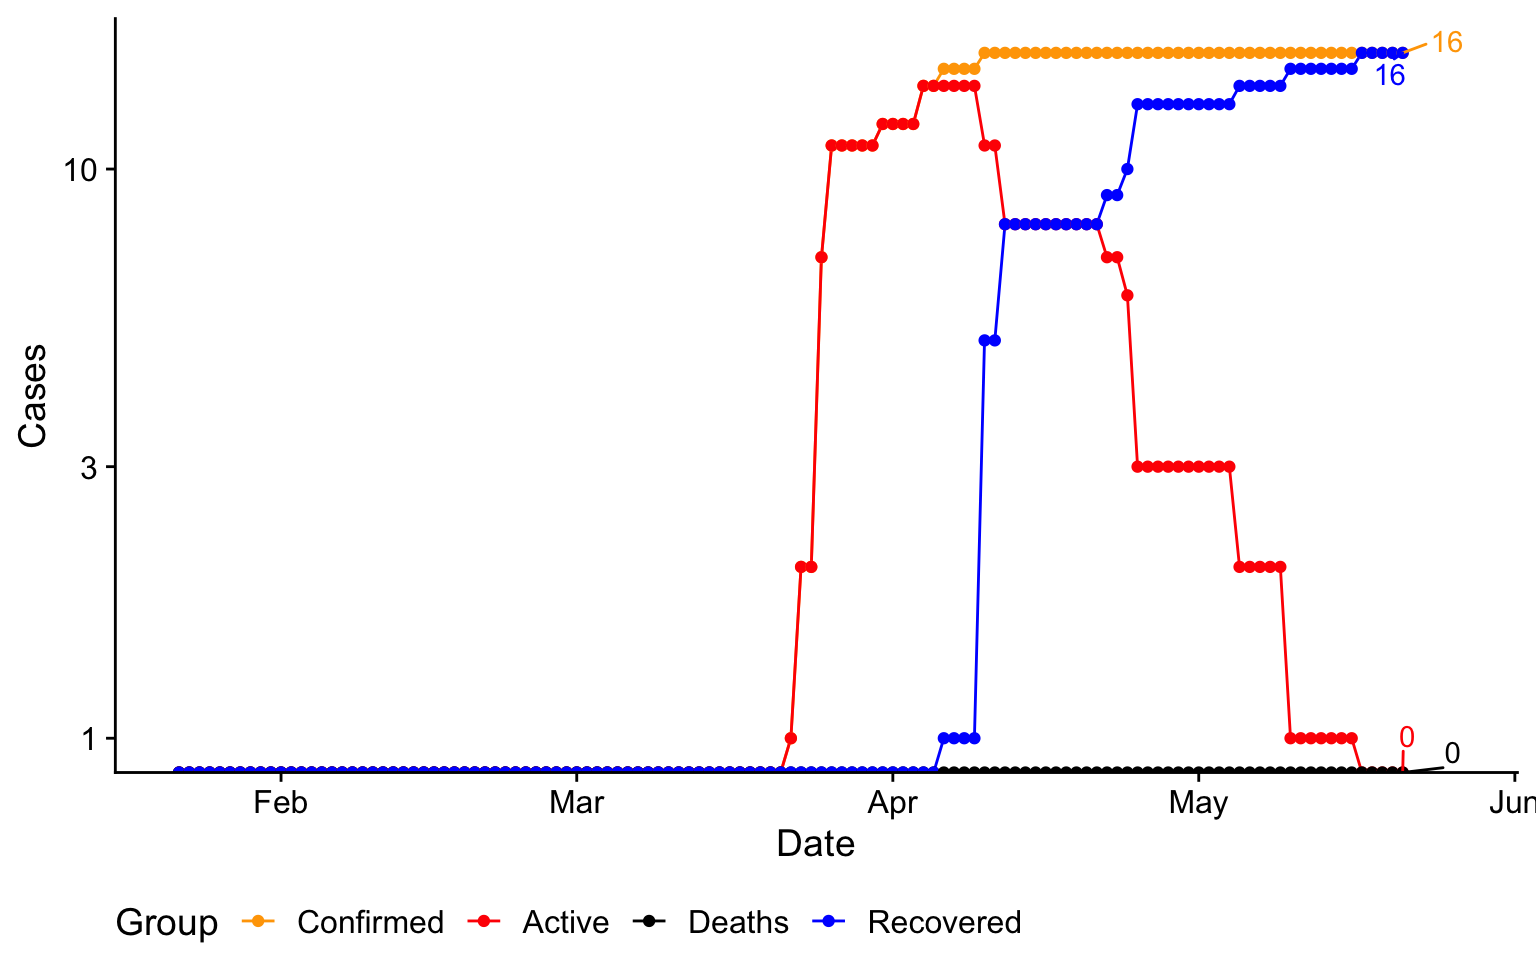 16
16
10
Cases
3
1
0
0
Feb Mar Apr May Jun
Date
Group Confirmed Active Deaths Recovered